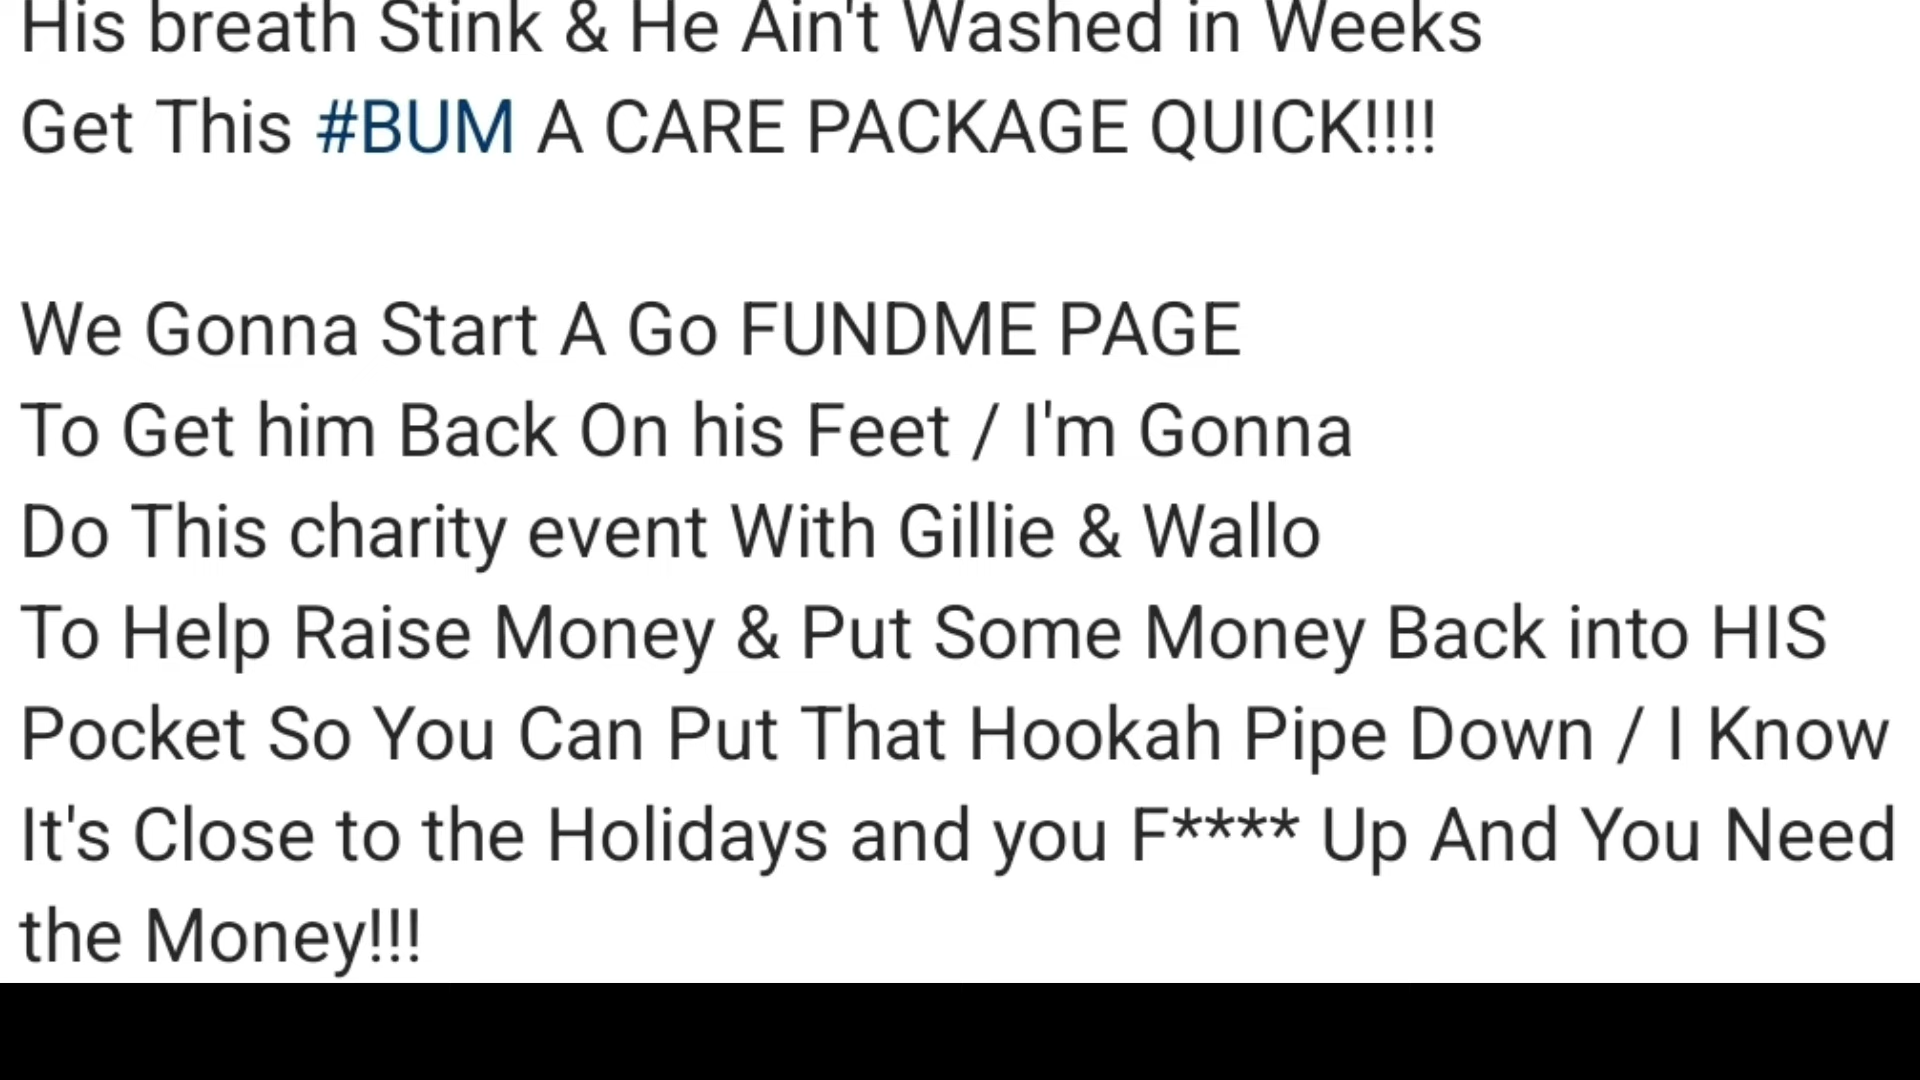 His breath Stink & He Ain't Washed in Weeks
Get This #BUM A CARE PACKAGE QUICK!!!!
We Gonna Start A Go FUNDME PAGE
To Get him Back On his Feet / I'm Gonna
Do This charity event With Gillie & Wallo
To Help Raise Money & Put Some Money Back into HIS
Pocket So You Can Put That Hookah Pipe Down / I Know
It's Close to the Holidays and you F**** Up And You Need
the Money!!!